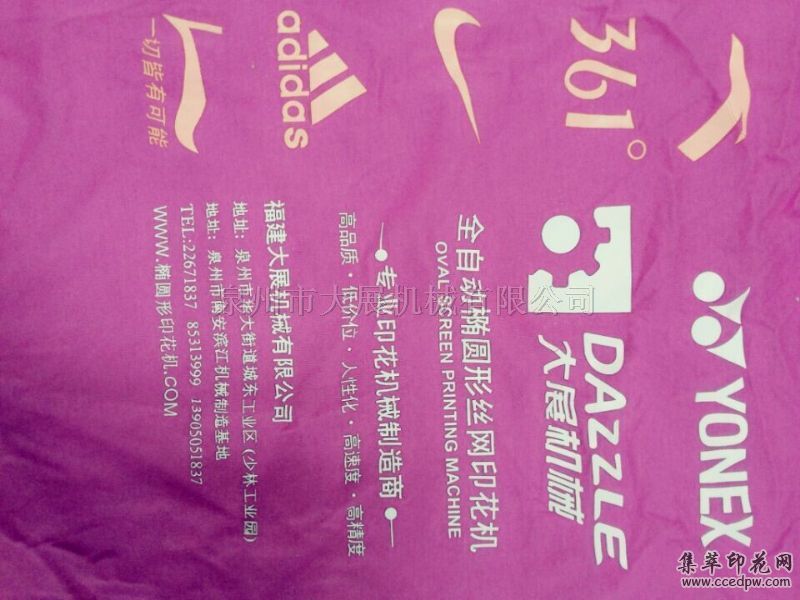 YONEX
DAZZLE
大展机械
361°
全自动椭圆形丝网印花机
OVAL SCREEN PRINTING MACHINE
专业印花机械制造商
高品质·低价位·人性化·高速度·高精度
adidas
福建大展机械有限公司
地址：泉州市华大街道城东工业区(少林工业园)
地址：泉州市南安滨江机械制造基地
TEL:22671837 85313999 13905051837
WWW.椭圆形印花机.COM
一切皆有可能
泉州市大展机械有限公司
集萃印花网
www.ccedpw.com